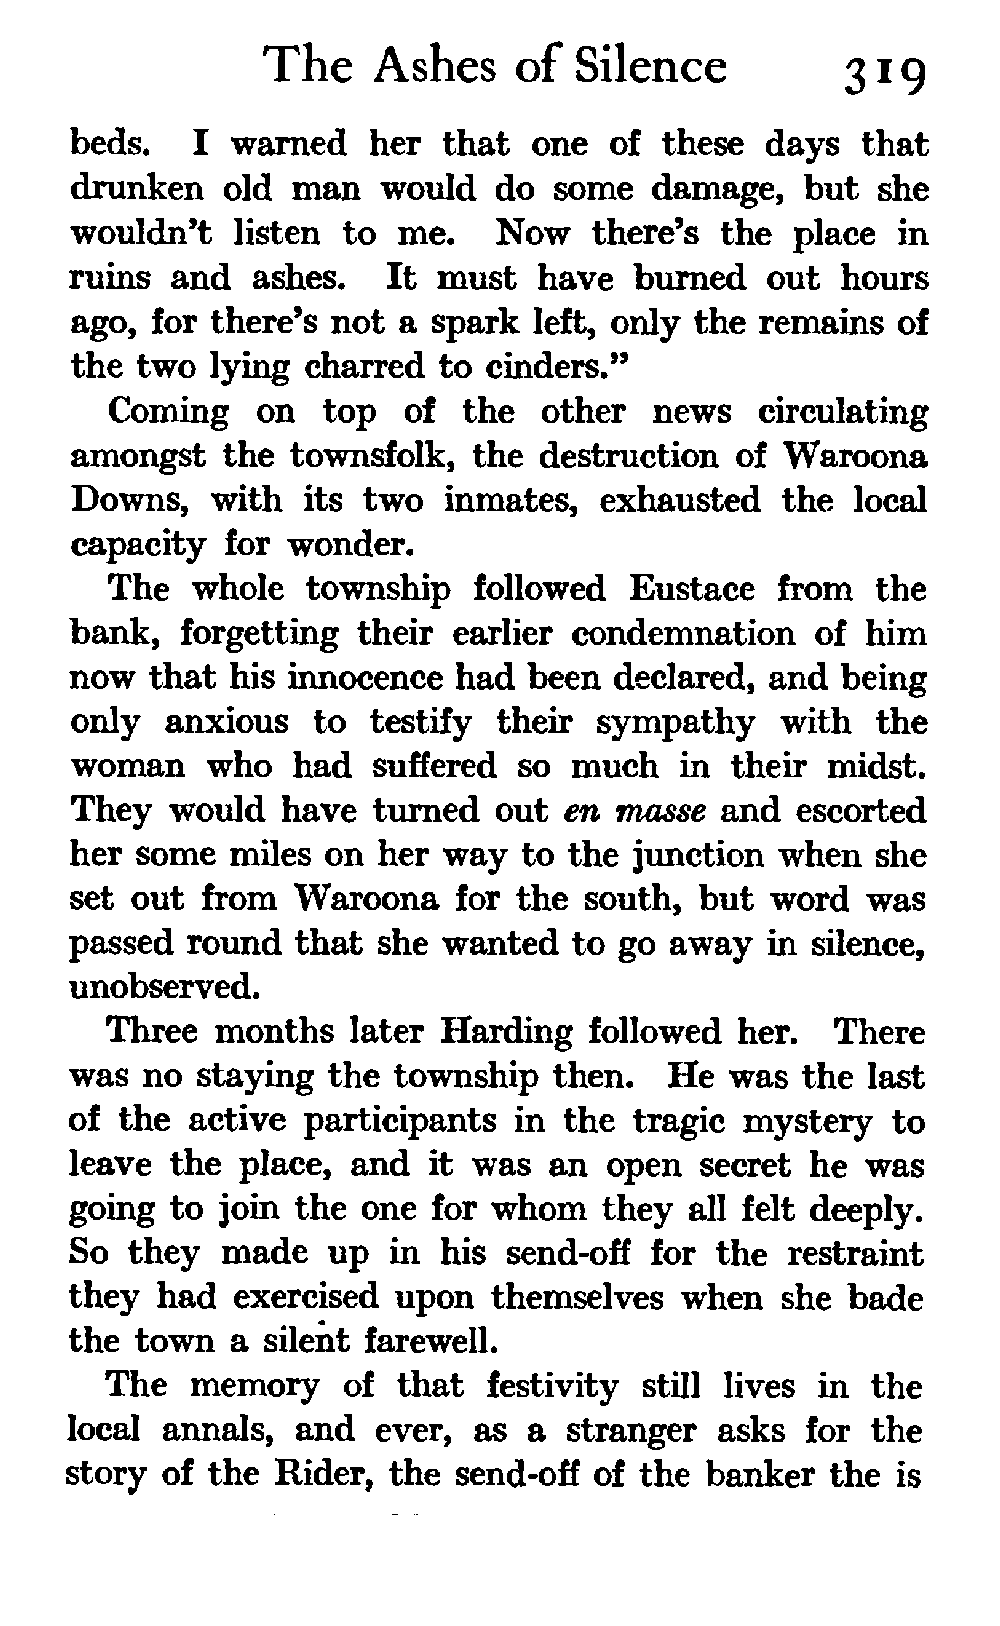 The Ashes of Silence 319
beds. I warned her that one of these days that
drunken old man would do some damage, but she
wouldn't listen to me. Now there's the place in
ruins and ashes. It must have burned out hours
ago, for there's not a spark left, only the remains of
the two lying charred to cinders."
Coming on top of the other news circulating
amongst the townsfolk, the destruction of Waroona
Downs, with its two inmates, exhausted the local
capacity for wonder.
The whole township followed Eustace from the
bank, forgetting their earlier condemnation of him
now that his innocence had been declared, and being
only anxious to testify their sympathy with the
woman who had suffered so much in their midst.
They would have turned out en masse and escorted
her some miles on her way to the junction when she
set out from Waroona for the south, but word was
passed round that she wanted to go away in silence,
unobserved.
Three months later Harding followed her. There
was no staying the township then. He was the last
of the active participants in the tragic mystery to
leave the place, and it was an open secret he was
going to join the one for whom they all felt deeply.
So they made up in his send-off for the restraint
they had exercised upon themselves when she bade
the town a silent farewell.
The memory of that festivity still lives in the
local annals, and ever, as a stranger asks for the
story of the Rider, the send-off of the banker the is